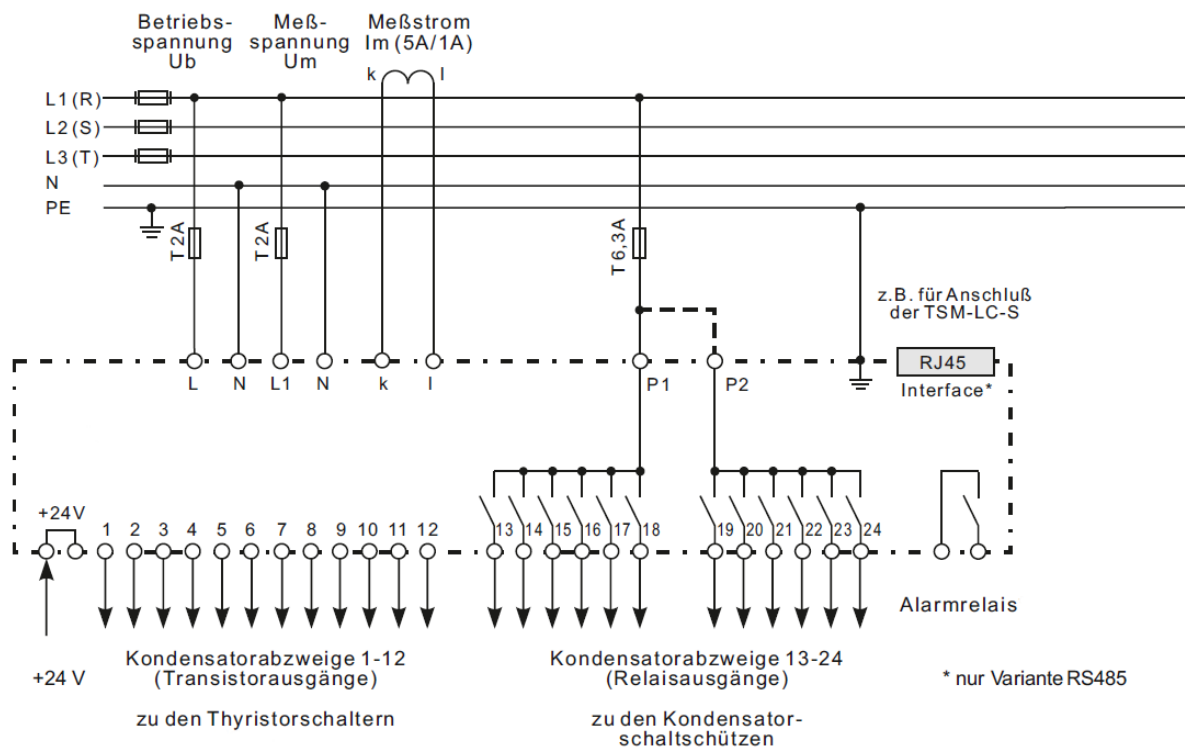 Betriebs-
spannung
Ub
Meß-
spannung
Um
Meßstrom
Im (5A/1A)
k
l
L1 (R)
L2 (S)
L3 (T)
N
PE
T2A
T2A
T6,3A
z.B. für Anschluß
der TSM-LC-S
RJ45
Interface*
L
N
L1
N
k
l
P1
P2
+24V
1 2 3 4 5 6 7 8 9 10 11 12
13 14 15 16 17 18
19 20 21 22 23 24
Alarmrelais
+24 V
Kondensatorabzweige 1-12
(Transistorausgänge)
zu den Thyristorschaltern
Kondensatorabzweige 13-24
(Relaisausgänge)
zu den Kondensator-
schaltschützen
* nur Variante RS485